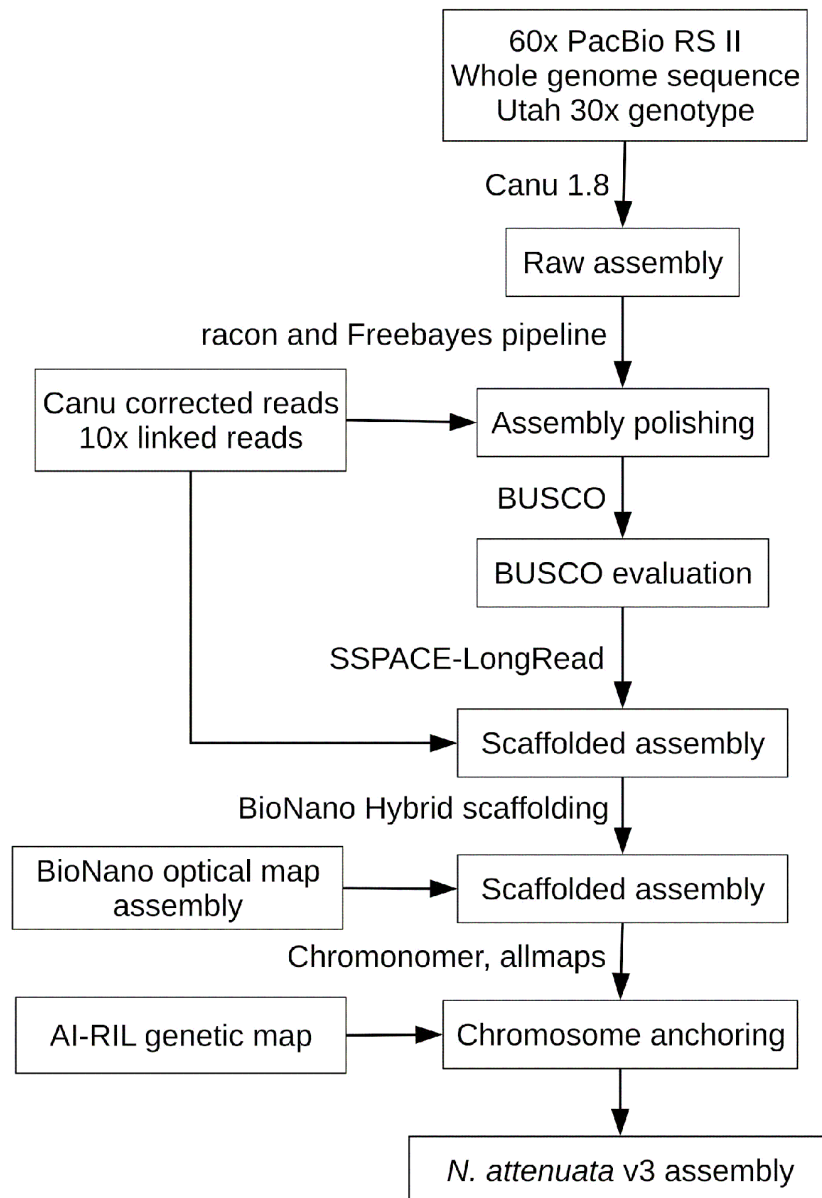 60x PacBio RS II
Whole genome sequence
Utah 30x genotype
Canu 1.8
Raw assembly
racon and Freebayes pipeline
Canu corrected reads
10x linked reads
Assembly polishing
BUSCO
BUSCO evaluation
SSPACE-LongRead
Scaffolded assembly
BioNano Hybrid scaffolding
BioNano optical map
assembly
Scaffolded assembly
Chromonomer, allmaps
AI-RIL genetic map
Chromosome anchoring
N. attenuata v3 assembly